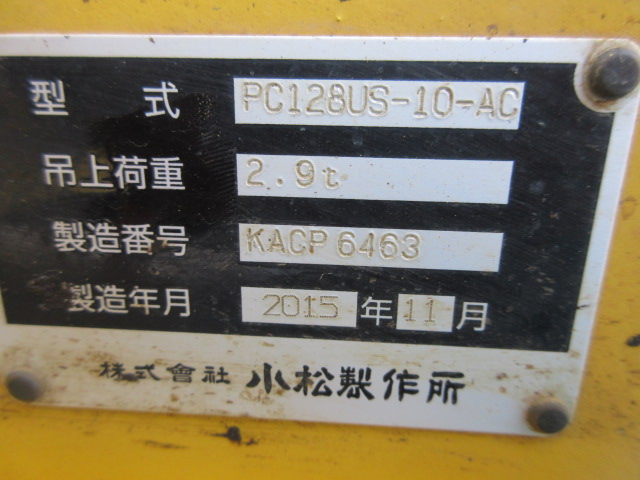 型 式 PC128US-10-AC
吊上荷重 2.9t
製造番号 KACP 6463
製造年月 2015 年 11 月
株式會社 小松製作所